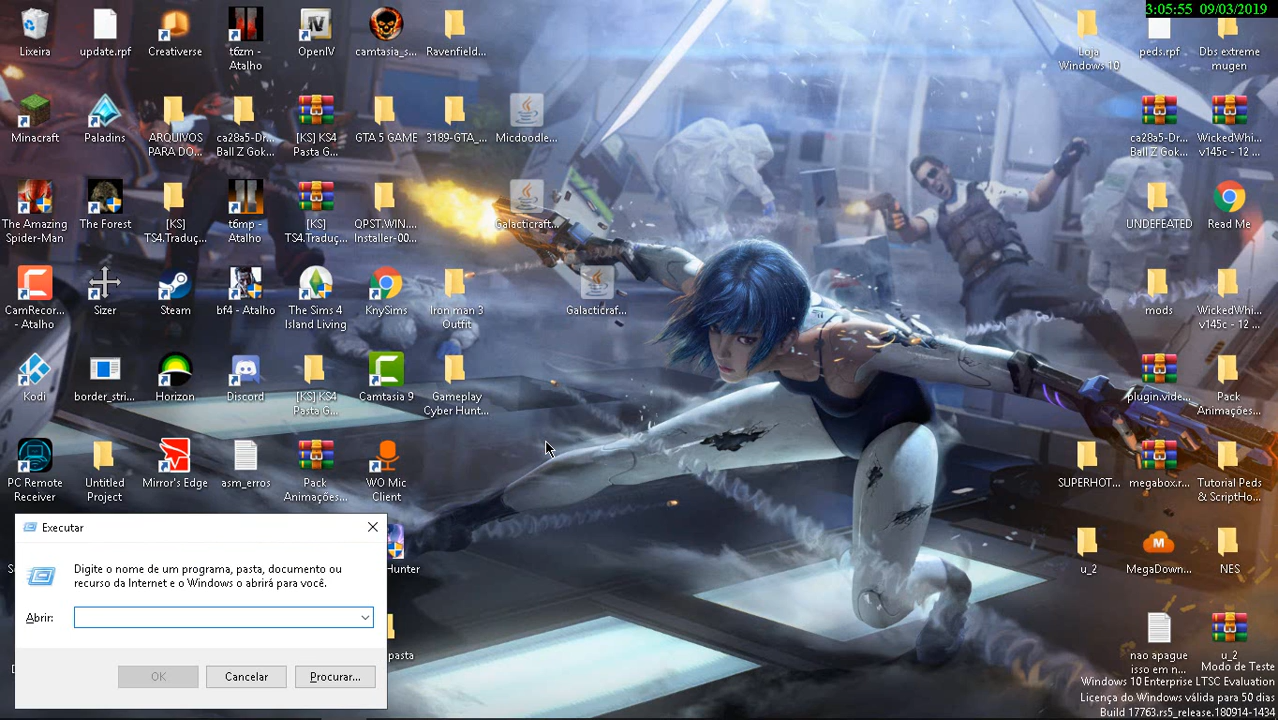 3:05:55 09/03/2019
Lixeira
update.rpf
Creativerse
t6zm -
Atalho
OpenIV
camtasia_s...
Ravenfield...
Loja
Windows 10
peds.rpf
Dbs extreme
mugen
Minacraft
Paladins
ARQUIVOS
PARA DO...
ca28a5-Dr...
Ball Z Gok...
[KS] KS4
Pasta G...
GTA 5 GAME
3189-GTA_...
Micdoodle...
ca28a5-Dr...
Ball Z Gok...
WickedWhi...
v145c - 12 ...
The Amazing
Spider-Man
The Forest
[KS]
TS4.Traduç...
t6mp -
Atalho
[KS]
TS4.Traduç...
QPST.WIN....
Installer-00...
Galacticraft...
UNDEFEATED
Read Me
CamRecor...
- Atalho
Sizer
Steam
bf4 - Atalho
The Sims 4
Island Living
KnySims
Iron man 3
Outfit
Galacticraf...
mods
WickedWhi...
v145c - 12 ...
Kodi
border_stri...
Horizon
Discord
[KS] KS4
Pasta G...
Camtasia 9
Gameplay
Cyber Hunt...
plugin.vide...
Pack
Animações...
PC Remote
Receiver
Untitled
Project
Mirror's Edge
asm_erros
Pack
Animações...
WO Mic
Client
SUPERHOT...
megabox.r...
Tutorial Peds
& ScriptHo...
Hunter
u_2
MegaDown...
NES
pasta
nao apague
isso em n...
u_2
Executar
Digite o nome de um programa, pasta, documento ou
recurso da Internet e o Windows o abrirá para você.
Abrir:
OK
Cancelar
Procurar...
Modo de Teste
Windows 10 Enterprise LTSC Evaluation
Licença do Windows válida para 50 dias
Build 17763.rs5_release.180914-1434